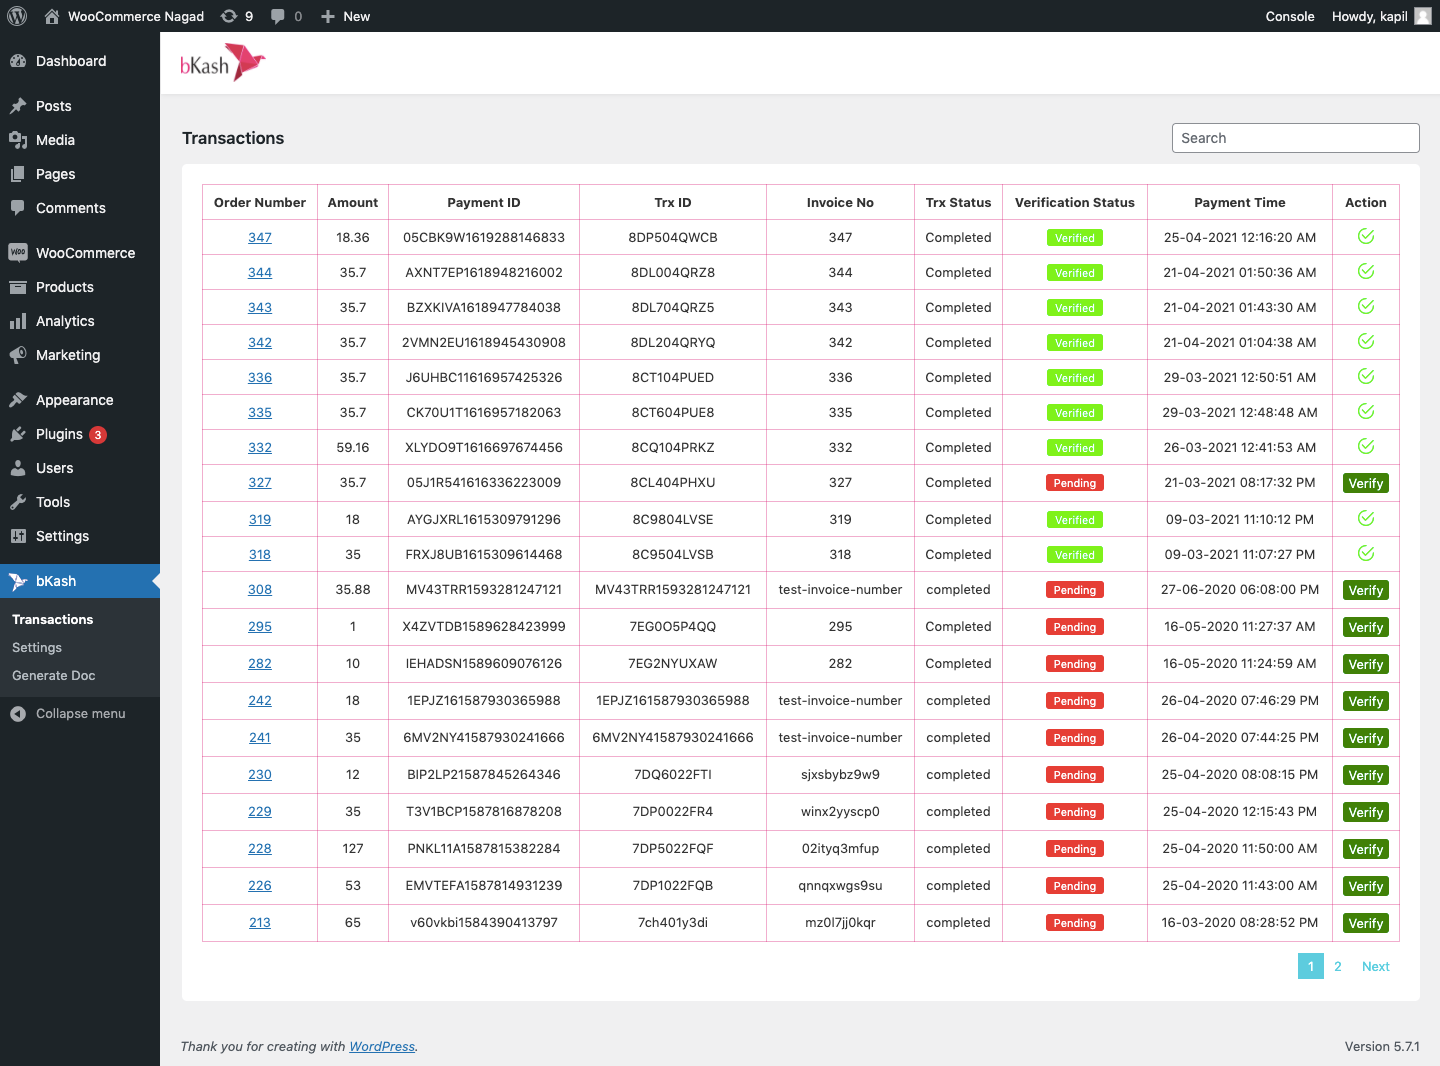 WooCommerce Nagad 9 0 New Console Howdy, kapil
Dashboard
Posts
Media
Pages
Comments
WooCommerce
Products
Analytics
Marketing
Appearance
Plugins 3
Users
Tools
Settings
bKash
Transactions
Settings
Generate Doc
Collapse menu
bKash
Transactions
Search
Order Number Amount Payment ID Trx ID Invoice No Trx Status Verification Status Payment Time Action
347 18.36 05CBK9W1619288146833 8DP504QWCB 347 Completed Verified 25-04-2021 12:16:20 AM
344 35.7 AXNT7EP1618948216002 8DL004QRZ8 344 Completed Verified 21-04-2021 01:50:36 AM
343 35.7 BZXKIVA1618947784038 8DL704QRZ5 343 Completed Verified 21-04-2021 01:43:30 AM
342 35.7 2VMN2EU1618945430908 8DL204QRYQ 342 Completed Verified 21-04-2021 01:04:38 AM
336 35.7 J6UHBC11616957425326 8CT104PUED 336 Completed Verified 29-03-2021 12:50:51 AM
335 35.7 CK70U1T1616957182063 8CT604PUE8 335 Completed Verified 29-03-2021 12:48:48 AM
332 59.16 XLYDO9T1616697674456 8CQ104PRKZ 332 Completed Verified 26-03-2021 12:41:53 AM
327 35.7 05J1R541616336223009 8CL404PHXU 327 Completed Pending 21-03-2021 08:17:32 PM Verify
319 18 AYGJXRL1615309791296 8C9804LVSE 319 Completed Verified 09-03-2021 11:10:12 PM
318 35 FRXJ8UB1615309614468 8C9504LVSB 318 Completed Verified 09-03-2021 11:07:27 PM
308 35.88 MV43TRR1593281247121 MV43TRR1593281247121 test-invoice-number completed Pending 27-06-2020 06:08:00 PM Verify
295 1 X4ZVTDB1589628423999 7EG0O5P4QQ 295 Completed Pending 16-05-2020 11:27:37 AM Verify
282 10 IEHADSN1589609076126 7EG2NYUXAW 282 Completed Pending 16-05-2020 11:24:59 AM Verify
242 18 1EPJZ161587930365988 1EPJZ161587930365988 test-invoice-number completed Pending 26-04-2020 07:46:29 PM Verify
241 35 6MV2NY41587930241666 6MV2NY41587930241666 test-invoice-number completed Pending 26-04-2020 07:44:25 PM Verify
230 12 BIP2LP21587845264346 7DQ6022FTI sjxsbybz9w9 completed Pending 25-04-2020 08:08:15 PM Verify
229 35 T3V1BCP1587816878208 7DP0022FR4 winx2yyscp0 completed Pending 25-04-2020 12:15:43 PM Verify
228 127 PNKL11A1587815382284 7DP5022FQF 02ityq3mfup completed Pending 25-04-2020 11:50:00 AM Verify
226 53 EMVTEFA1587814931239 7DP1022FQB qnnqxwgs9su completed Pending 25-04-2020 11:43:00 AM Verify
213 65 v60vkbi1584390413797 7ch401y3di mz0l7jj0kqr completed Pending 16-03-2020 08:28:52 PM Verify
1 2 Next
Thank you for creating with WordPress. Version 5.7.1